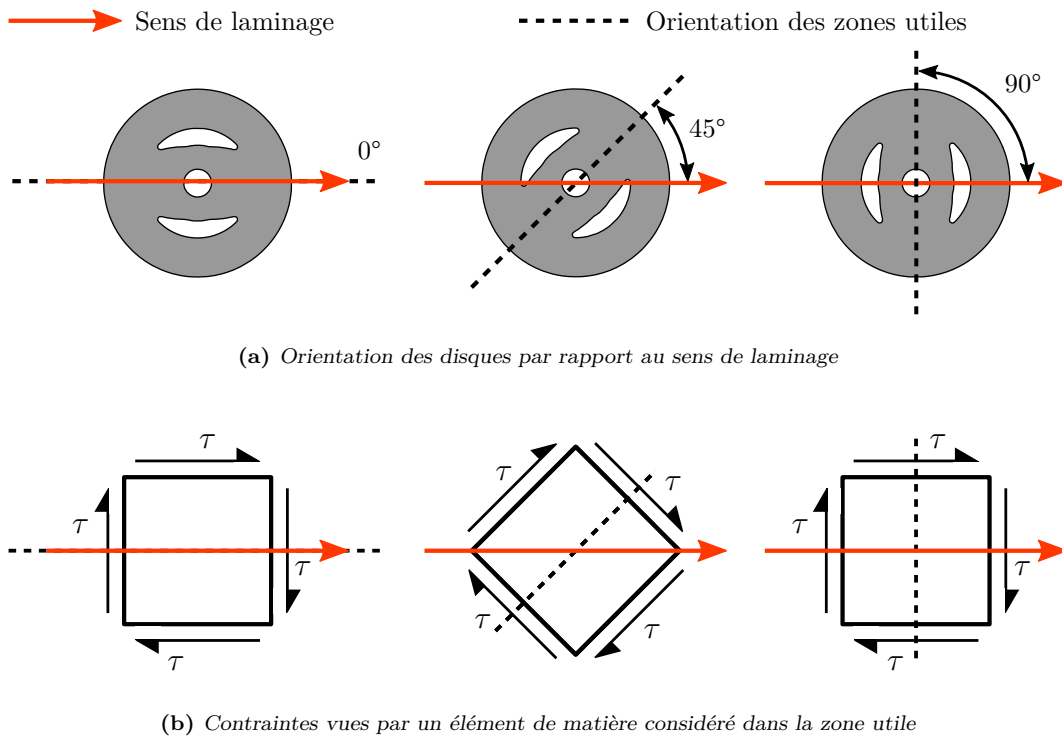 Sens de laminage
Orientation des zones utiles
0°
45°
90°
(a) Orientation des disques par rapport au sens de laminage
τ
τ
τ
τ
τ
τ
τ
τ
τ
τ
τ
τ
(b) Contraintes vues par un élément de matière considéré dans la zone utile